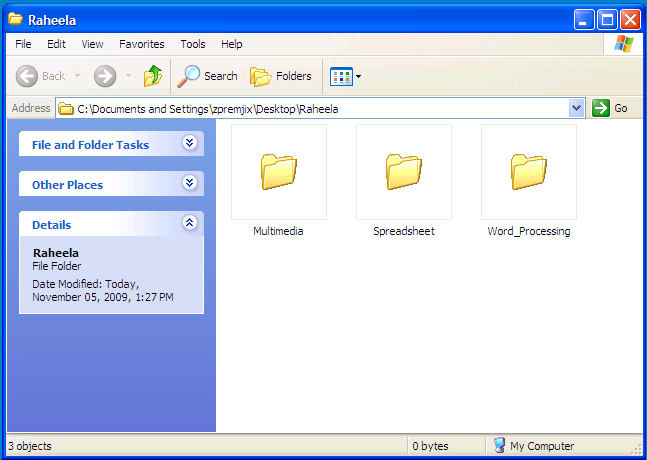 Raheela
File Edit View Favorites Tools Help
Back Search Folders
Address C:\Documents and Settings\zpremjix\Desktop\Raheela Go
File and Folder Tasks
Other Places
Details
Raheela
File Folder
Date Modified: Today,
November 05, 2009, 1:27 PM
Multimedia Spreadsheet Word_Processing
3 objects 0 bytes My Computer